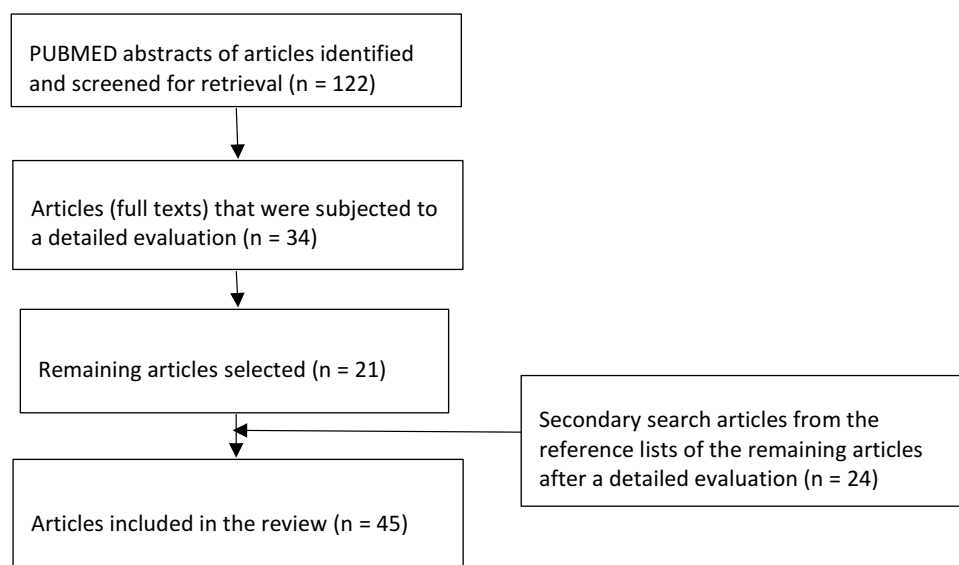 PUBMED abstracts of articles identified
and screened for retrieval (n = 122)
Articles (full texts) that were subjected to
a detailed evaluation (n = 34)
Remaining articles selected (n = 21)
Secondary search articles from the
reference lists of the remaining articles
after a detailed evaluation (n = 24)
Articles included in the review (n = 45)